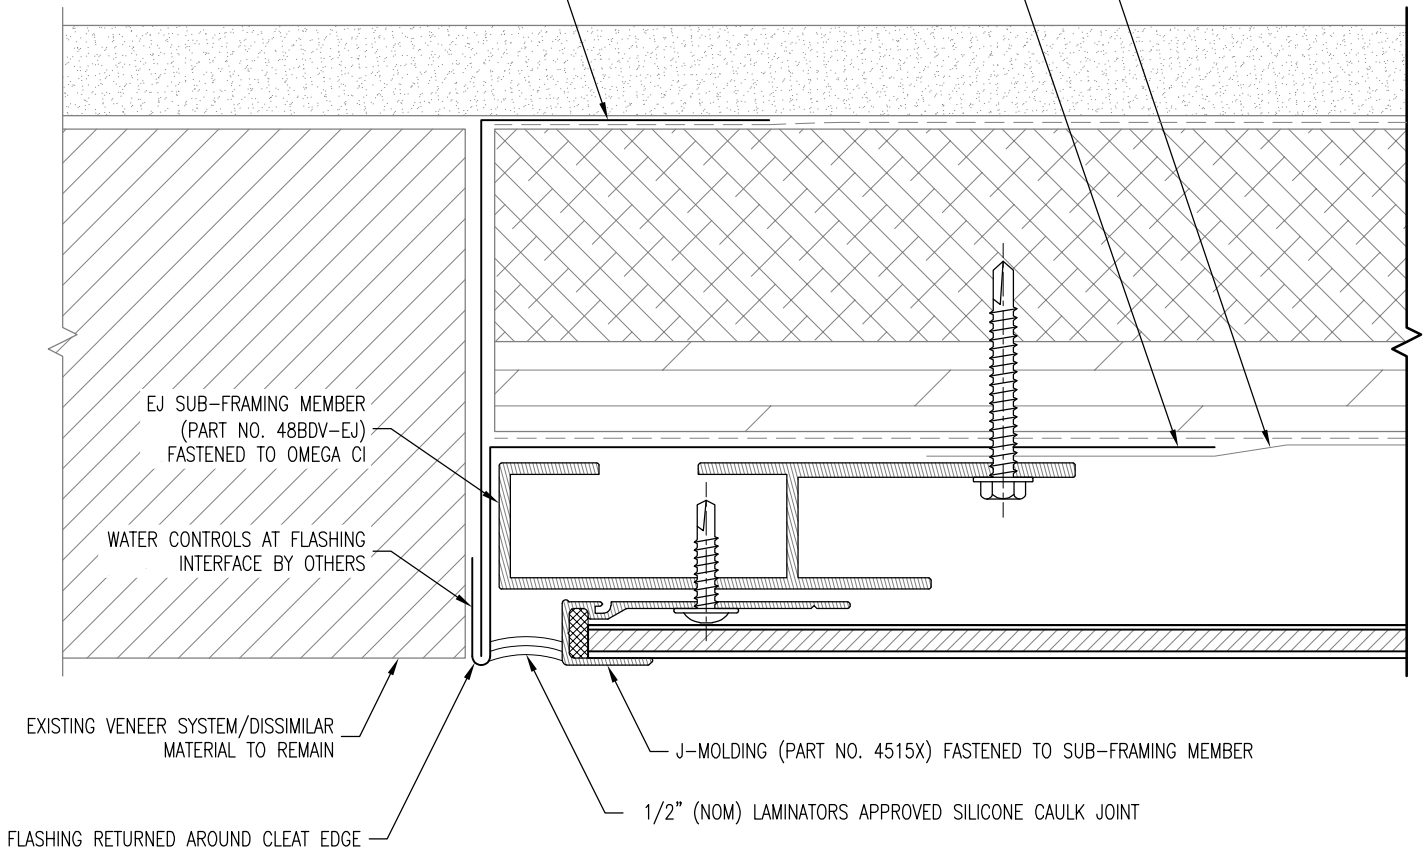 EJ SUB-FRAMING MEMBER
(PART NO. 48BDV-EJ)
FASTENED TO OMEGA CI
WATER CONTROLS AT FLASHING
INTERFACE BY OTHERS
EXISTING VENEER SYSTEM/DISSIMILAR
MATERIAL TO REMAIN
J-MOLDING (PART NO. 4515X) FASTENED TO SUB-FRAMING MEMBER
1/2" (NOM) LAMINATORS APPROVED SILICONE CAULK JOINT
FLASHING RETURNED AROUND CLEAT EDGE